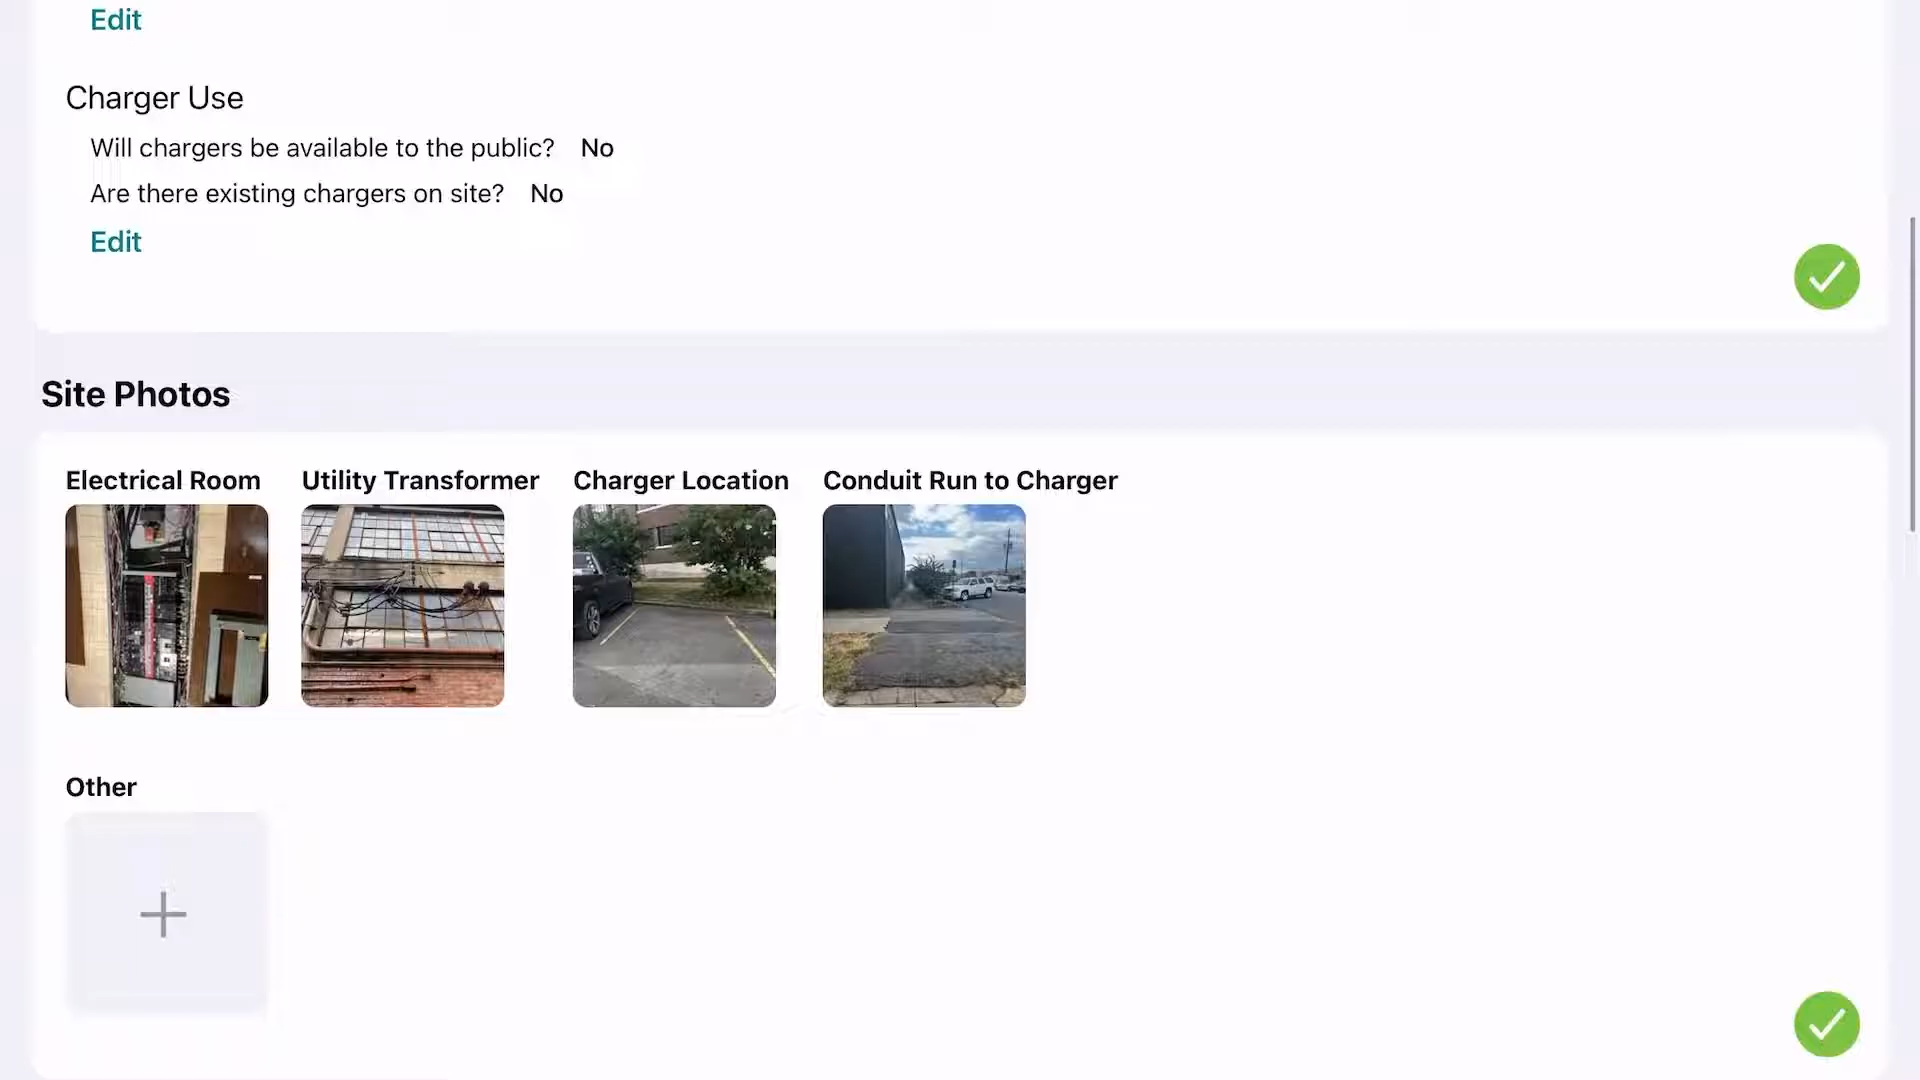 Edit
Charger Use
Will chargers be available to the public? No
Are there existing chargers on site? No
Edit
Site Photos
Electrical Room Utility Transformer Charger Location Conduit Run to Charger
Other